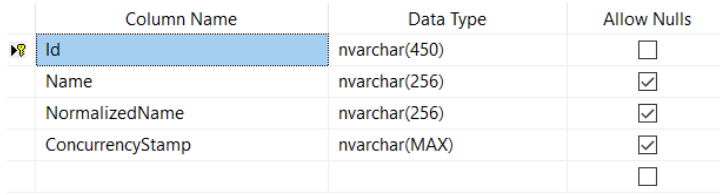 Column Name Data Type Allow Nulls
Id nvarchar(450)
Name nvarchar(256)
NormalizedName nvarchar(256)
ConcurrencyStamp nvarchar(MAX)